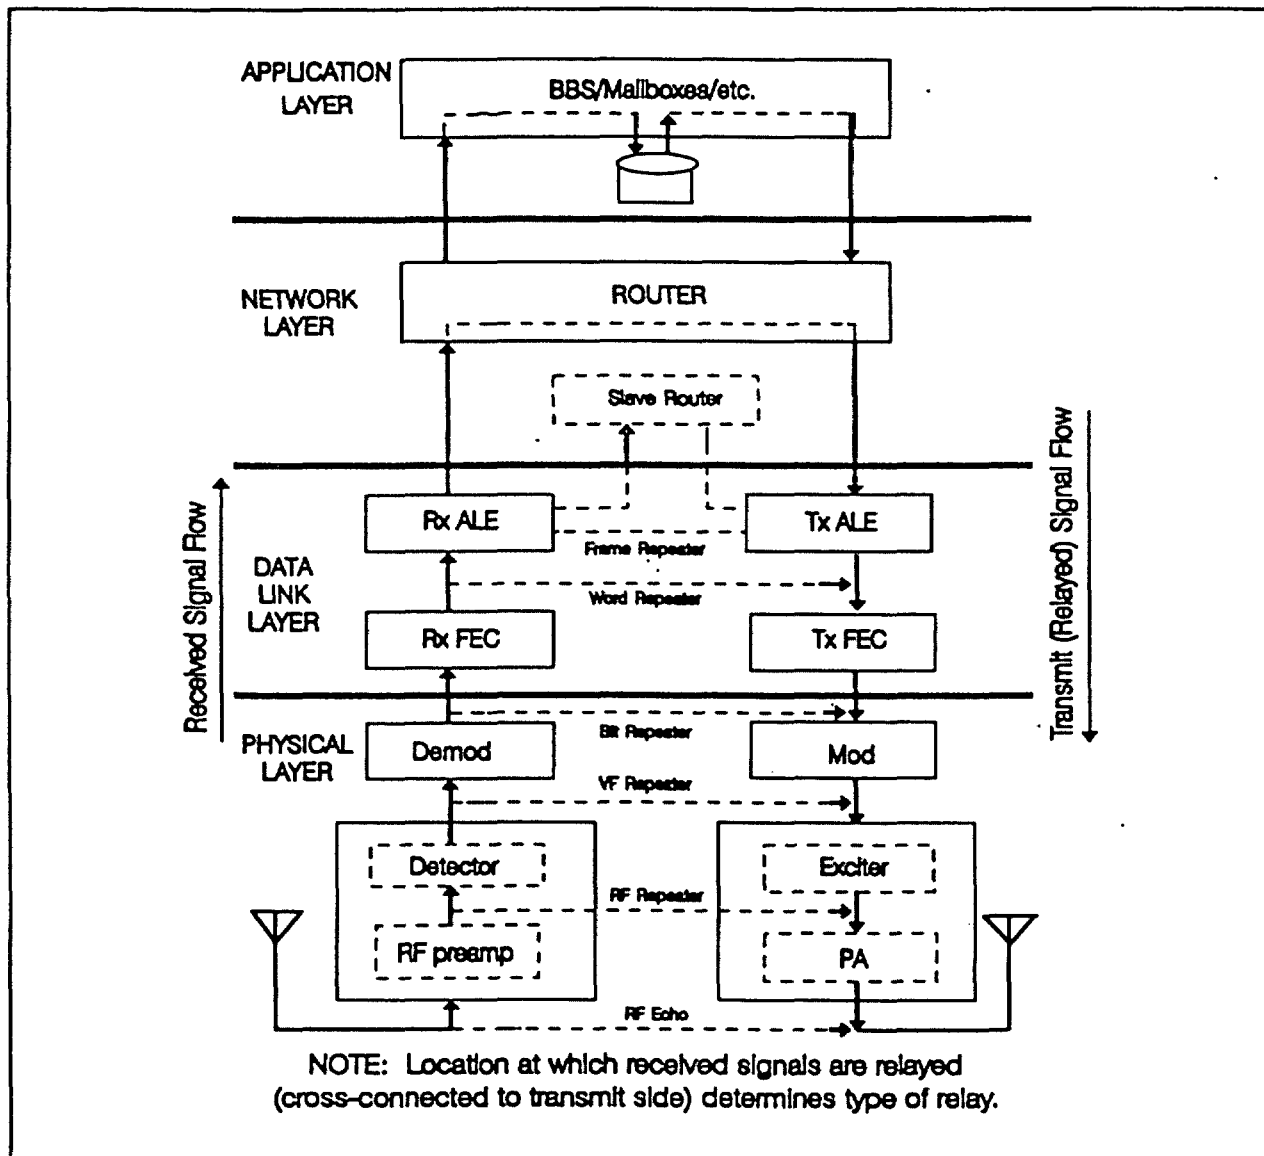 APPLICATION
LAYER
BBS/Mailboxes/etc.
NETWORK
LAYER
ROUTER
Slave Router
Received Signal Flow
Transmit (Relayed) Signal Flow
DATA
LINK
LAYER
Rx ALE
Tx ALE
Frame Repeater
Word Repeater
Rx FEC
Tx FEC
PHYSICAL
LAYER
Bit Repeater
Demod
Mod
VF Repeater
Detector
Exciter
RF Repeater
RF preamp
PA
RF Echo
NOTE: Location at which received signals are relayed
(cross-connected to transmit side) determines type of relay.